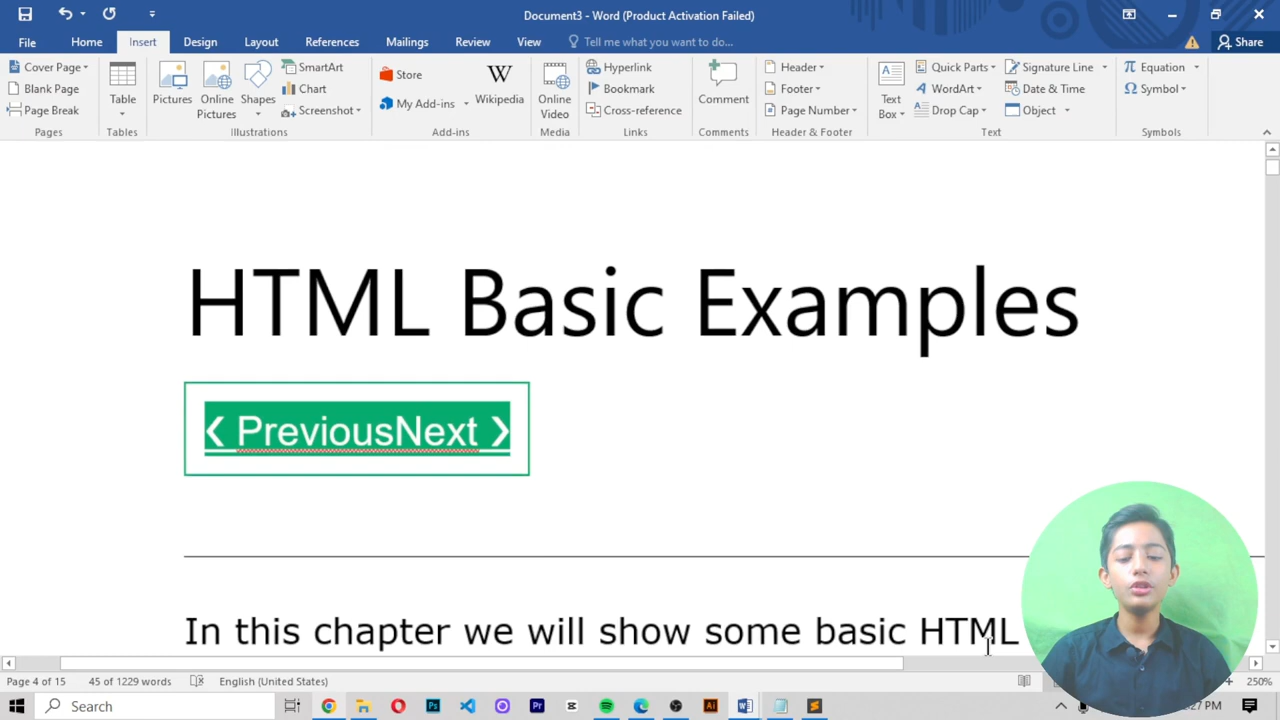 Document3 - Word (Product Activation Failed)
File Home Insert Design Layout References Mailings Review View Tell me what you want to do... Share
Cover Page
Blank Page
Page Break
Pages
Table
Tables
Pictures
Online Pictures
Shapes
SmartArt
Chart
Screenshot
Illustrations
Store
My Add-ins
W
Wikipedia
Add-ins
Online Video
Media
Hyperlink
Bookmark
Cross-reference
Links
Comment
Comments
Header
Footer
Page Number
Header & Footer
Text Box
Quick Parts
WordArt
Drop Cap
Signature Line
Date & Time
Object
Text
Equation
Symbol
Symbols
HTML Basic Examples
❮ PreviousNext ❯
In this chapter we will show some basic HTML
Page 4 of 15 45 of 1229 words English (United States) 250%
Search
27 PM